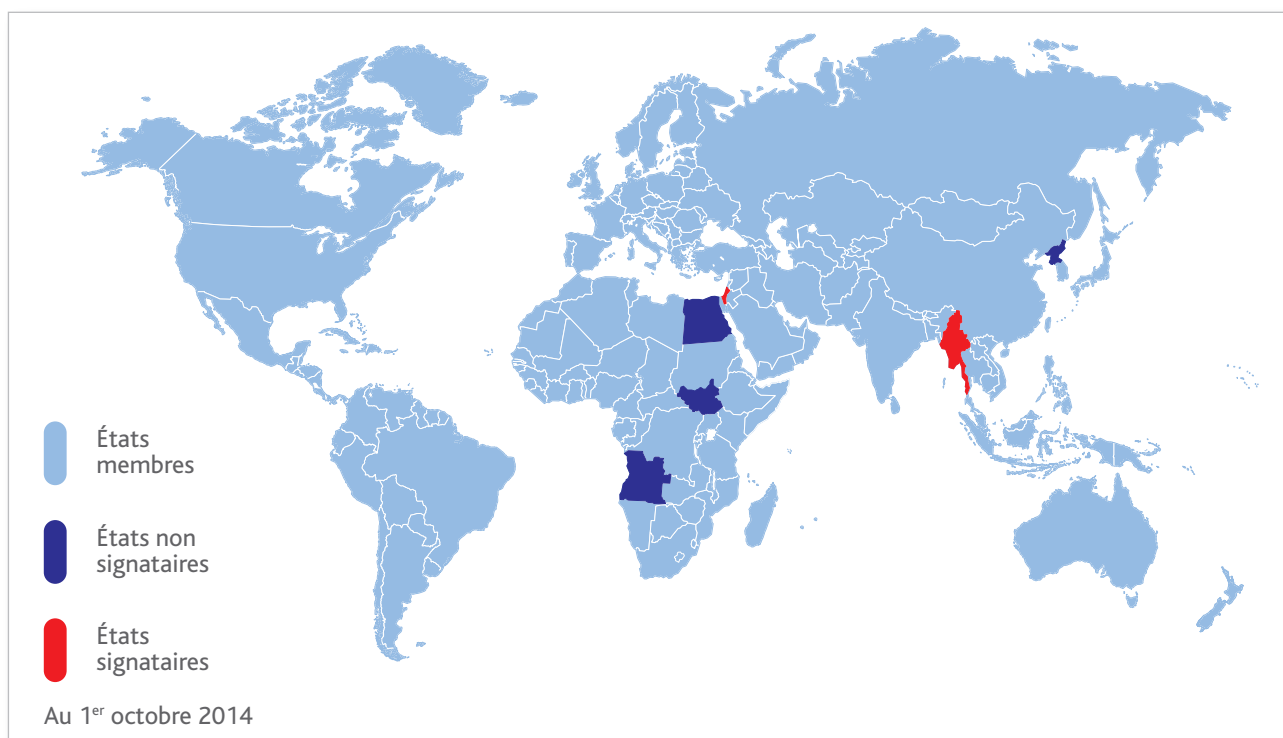 États
membres
États non
signataires
États
signataires
Au 1er octobre 2014